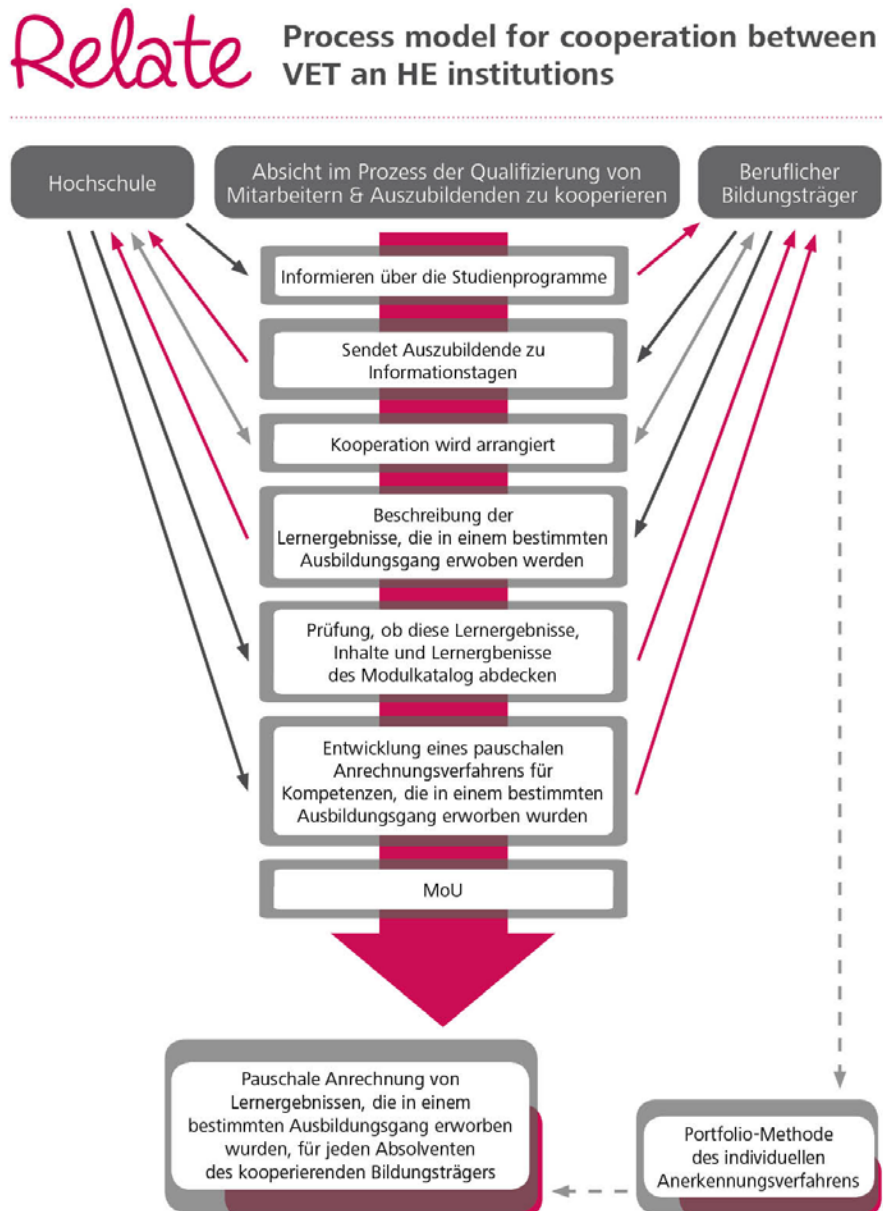 Relate
Process model for cooperation between
VET an HE institutions
Hochschule
Absicht im Prozess der Qualifizierung von
Mitarbeitern & Auszubildenden zu kooperieren
Beruflicher
Bildungsträger
Informieren über die Studienprogramme
Sendet Auszubildende zu
Informationstagen
Kooperation wird arrangiert
Beschreibung der
Lernergebnisse, die in einem bestimmten
Ausbildungsgang erwoben werden
Prüfung, ob diese Lernergebnisse,
Inhalte und Lernergbenisse
des Modulkatalog abdecken
Entwicklung eines pauschalen
Anrechnungsverfahrens für
Kompetenzen, die in einem bestimmten
Ausbildungsgang erworben wurden
MoU
Pauschale Anrechnung von
Lernergebnissen, die in einem
bestimmten Ausbildungsgang erworben
wurden, für jeden Absolventen
des kooperierenden Bildungsträgers
Portfolio-Methode
des individuellen
Anerkennungsverfahrens